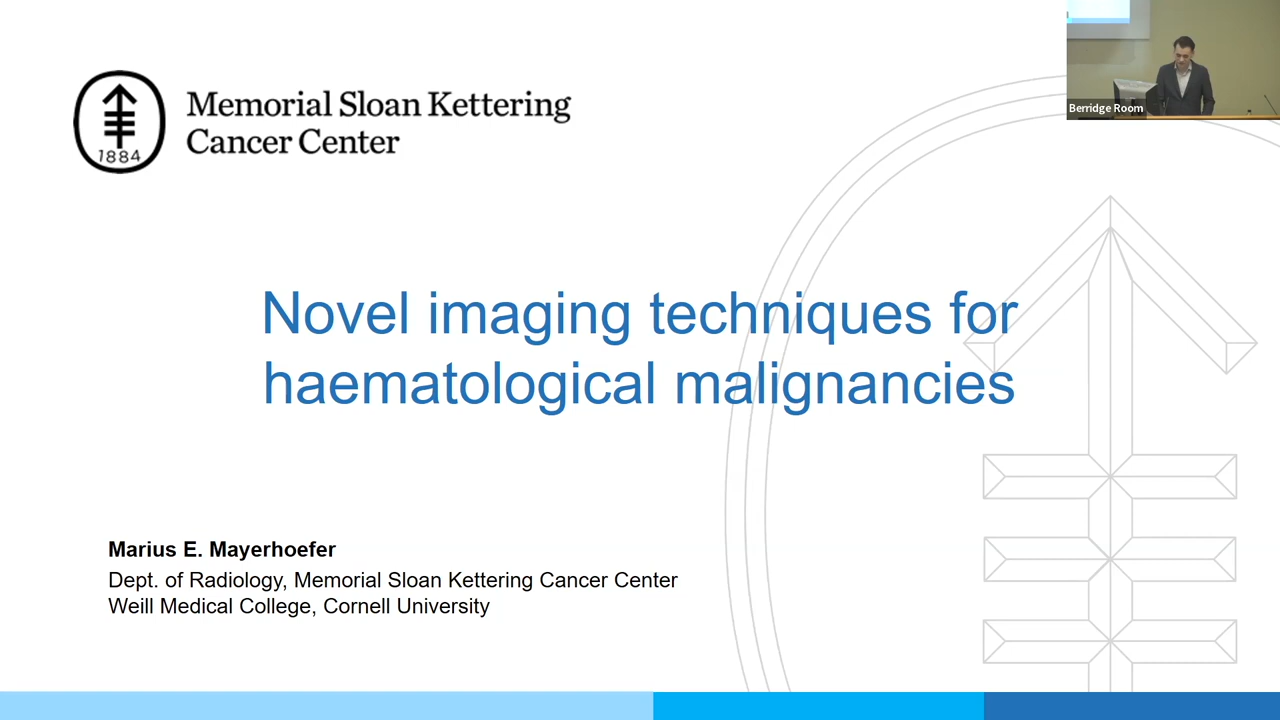 Memorial Sloan Kettering
Cancer Center
1884
Berridge Room
Novel imaging techniques for
haematological malignancies
Marius E. Mayerhoefer
Dept. of Radiology, Memorial Sloan Kettering Cancer Center
Weill Medical College, Cornell University